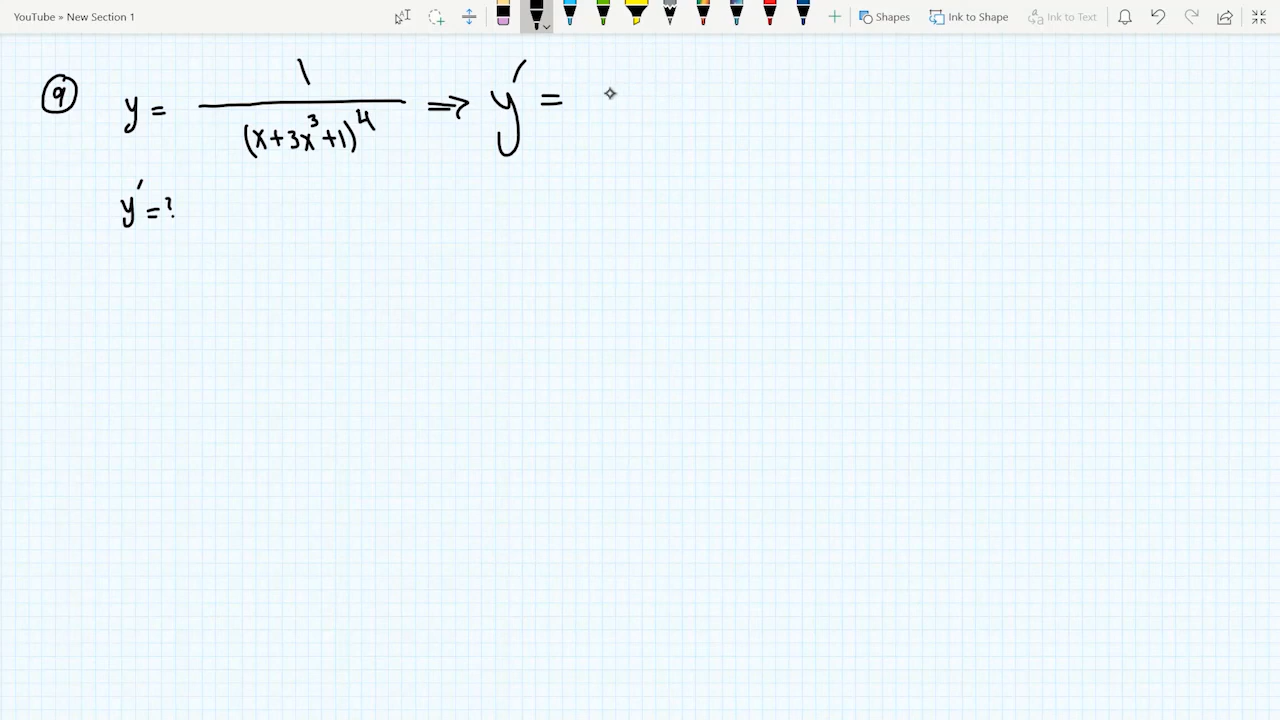 YouTube » New Section 1
Shapes
Ink to Shape
Ink to Text
9
y = 1/(x+3x³+1)⁴ ⇒ y' =
y' = ?